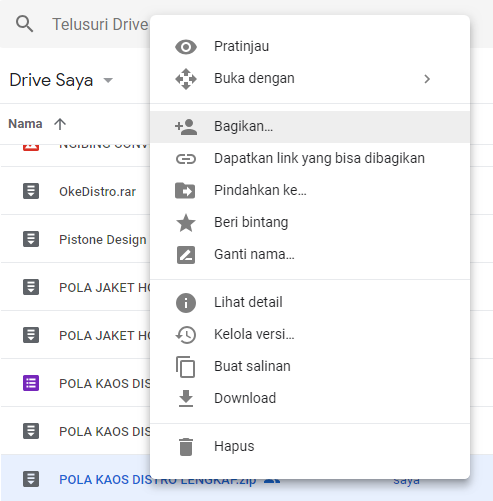 Telusuri Drive
Drive Saya
Nama
OkeDistro.rar
Pistone Design
POLA JAKET HO
POLA JAKET HO
POLA KAOS DIS
POLA KAOS DIS
POLA KAOS DISTRO LENGKAP.zip
saya
Pratinjau
Buka dengan
Bagikan...
Dapatkan link yang bisa dibagikan
Pindahkan ke...
Beri bintang
Ganti nama...
Lihat detail
Kelola versi...
Buat salinan
Download
Hapus